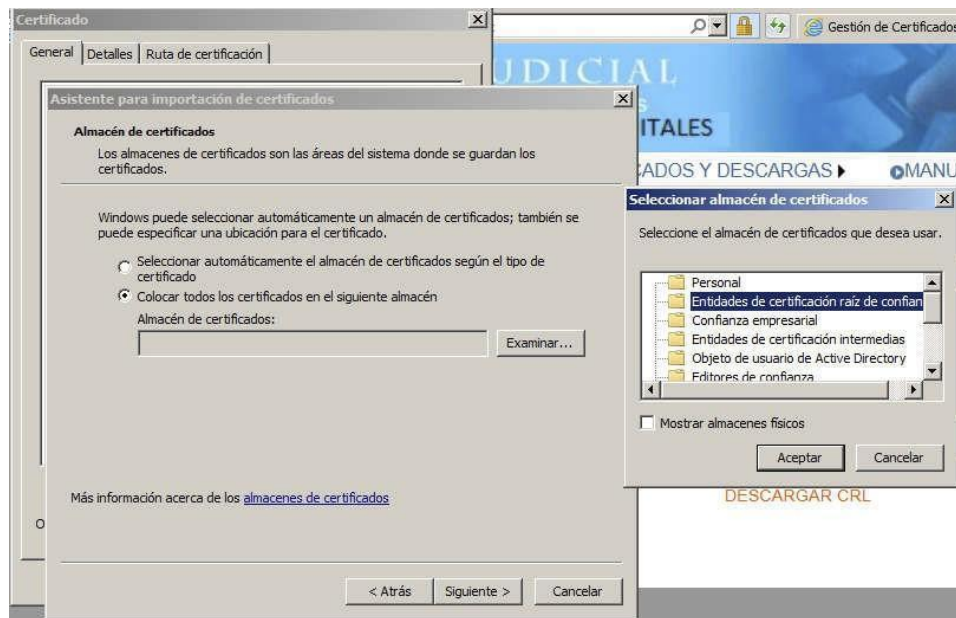 Certificado
Gestión de Certificados
General
Detalles
Ruta de certificación
JUDICIAL
Asistente para importación de certificados
ITALES
Almacén de certificados
Los almacenes de certificados son las áreas del sistema donde se guardan los
certificados.
ADOS Y DESCARGAS
MANU
Seleccionar almacén de certificados
Windows puede seleccionar automáticamente un almacén de certificados; también se
puede especificar una ubicación para el certificado.
Seleccione el almacén de certificados que desea usar.
Seleccionar automáticamente el almacén de certificados según el tipo de
certificado
Colocar todos los certificados en el siguiente almacén
Almacén de certificados:
Examinar...
Personal
Entidades de certificación raíz de confian
Confianza empresarial
Entidades de certificación intermedias
Objeto de usuario de Active Directory
Editores de confianza
Mostrar almacenes físicos
Aceptar
Cancelar
Más información acerca de los almacenes de certificados
DESCARGAR CRL
< Atrás
Siguiente >
Cancelar